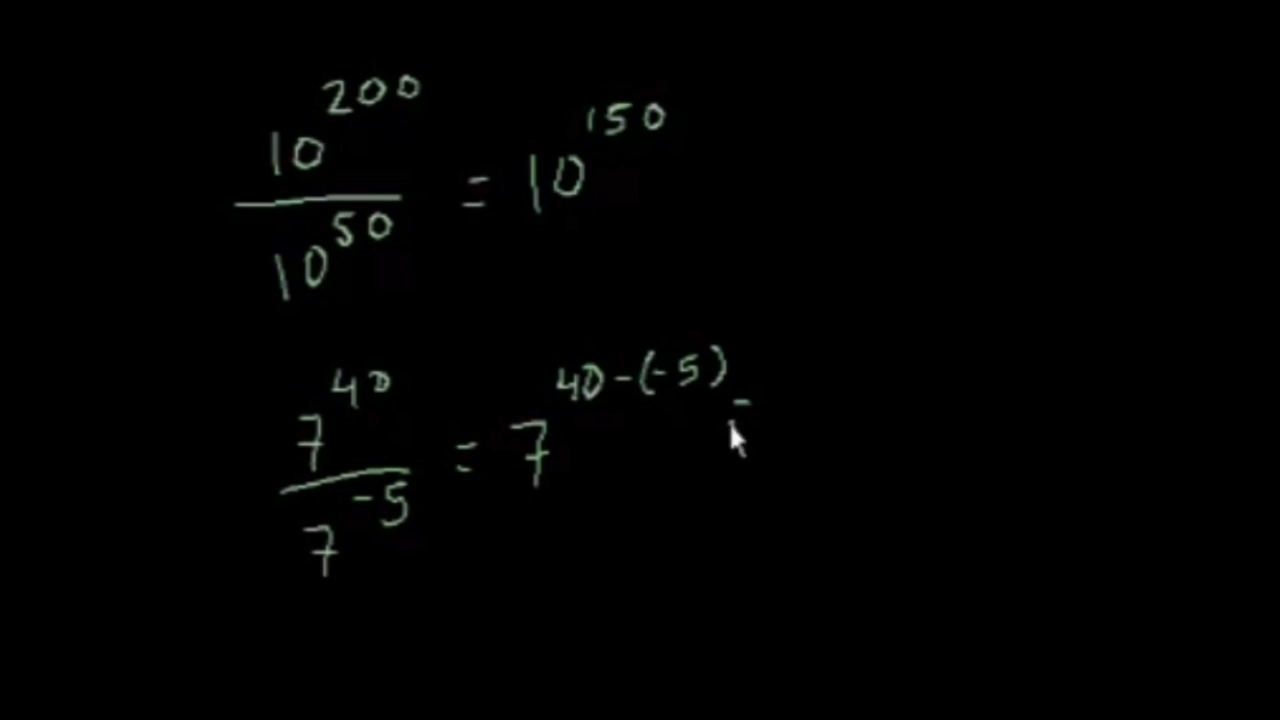 10^200 / 10^50 = 10^150
7^40 / 7^-5 = 7^40-(-5) -